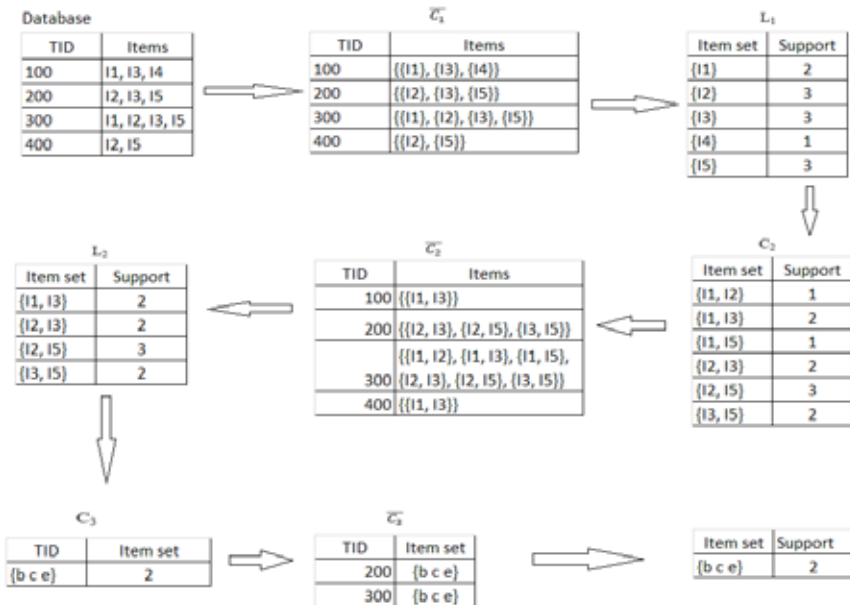 Database
TID Items
100 I1, I3, I4
200 I2, I3, I5
300 I1, I2, I3, I5
400 I2, I5
C̅₁
TID Items
100 {{I1}, {I3}, {I4}}
200 {{I2}, {I3}, {I5}}
300 {{I1}, {I2}, {I3}, {I5}}
400 {{I2}, {I5}}
L₁
Item set Support
{I1} 2
{I2} 3
{I3} 3
{I4} 1
{I5} 3
C₂
Item set Support
{I1, I2} 1
{I1, I3} 2
{I1, I5} 1
{I2, I3} 2
{I2, I5} 3
{I3, I5} 2
C̅₂
TID Items
100 {{I1, I3}}
200 {{I2, I3}, {I2, I5}, {I3, I5}}
{{I1, I2}, {I1, I3}, {I1, I5},
300 {I2, I3}, {I2, I5}, {I3, I5}}
400 {{I1, I3}}
L₂
Item set Support
{I1, I3} 2
{I2, I3} 2
{I2, I5} 3
{I3, I5} 2
C₃
TID Item set
{b c e} 2
TID Item set
200 {b c e}
300 {b c e}
Item set Support
{b c e} 2